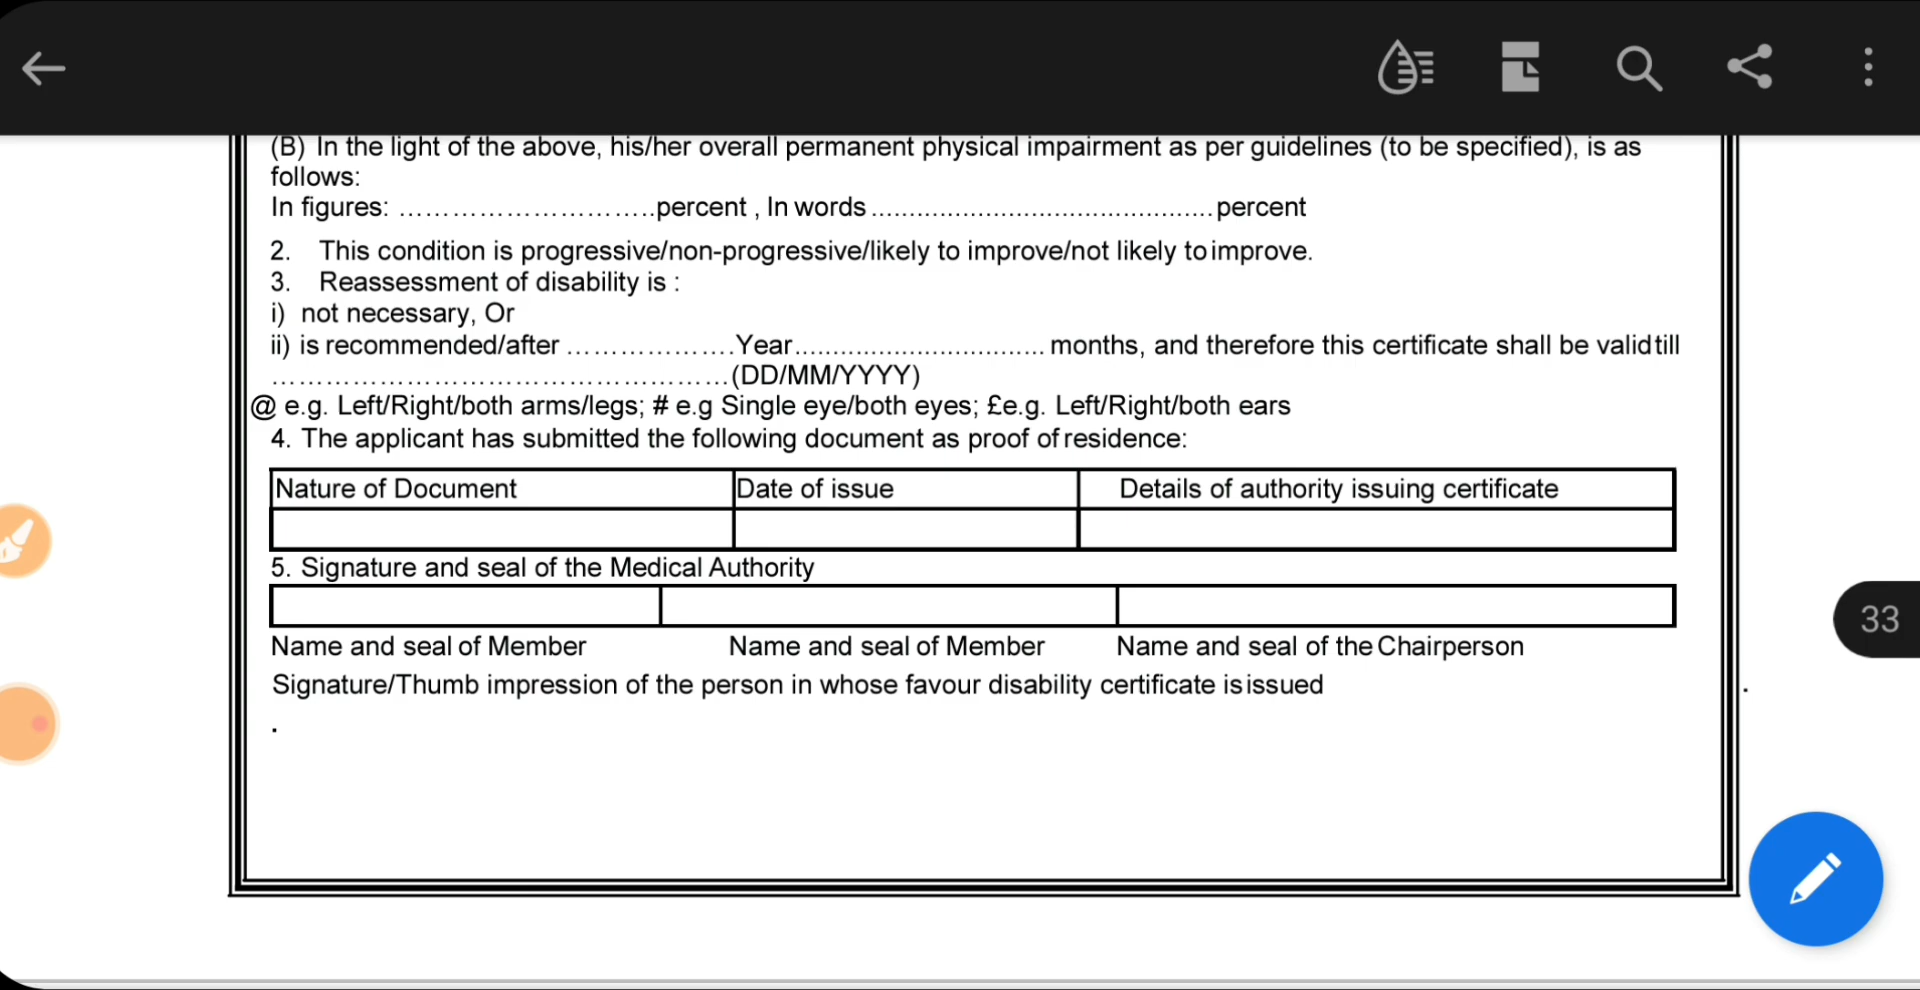 (B) In the light of the above, his/her overall permanent physical impairment as per guidelines (to be specified), is as
follows:
In figures: ……………………….percent , In words ............................................. percent
2. This condition is progressive/non-progressive/likely to improve/not likely to improve.
3. Reassessment of disability is :
i) not necessary, Or
ii) is recommended/after ……………….Year................................. months, and therefore this certificate shall be valid till
…………………………………………….(DD/MM/YYYY)
@ e.g. Left/Right/both arms/legs; # e.g Single eye/both eyes; £e.g. Left/Right/both ears
4. The applicant has submitted the following document as proof of residence:
Nature of Document Date of issue Details of authority issuing certificate
5. Signature and seal of the Medical Authority
Name and seal of Member Name and seal of Member Name and seal of the Chairperson
33
Signature/Thumb impression of the person in whose favour disability certificate is issued .
.